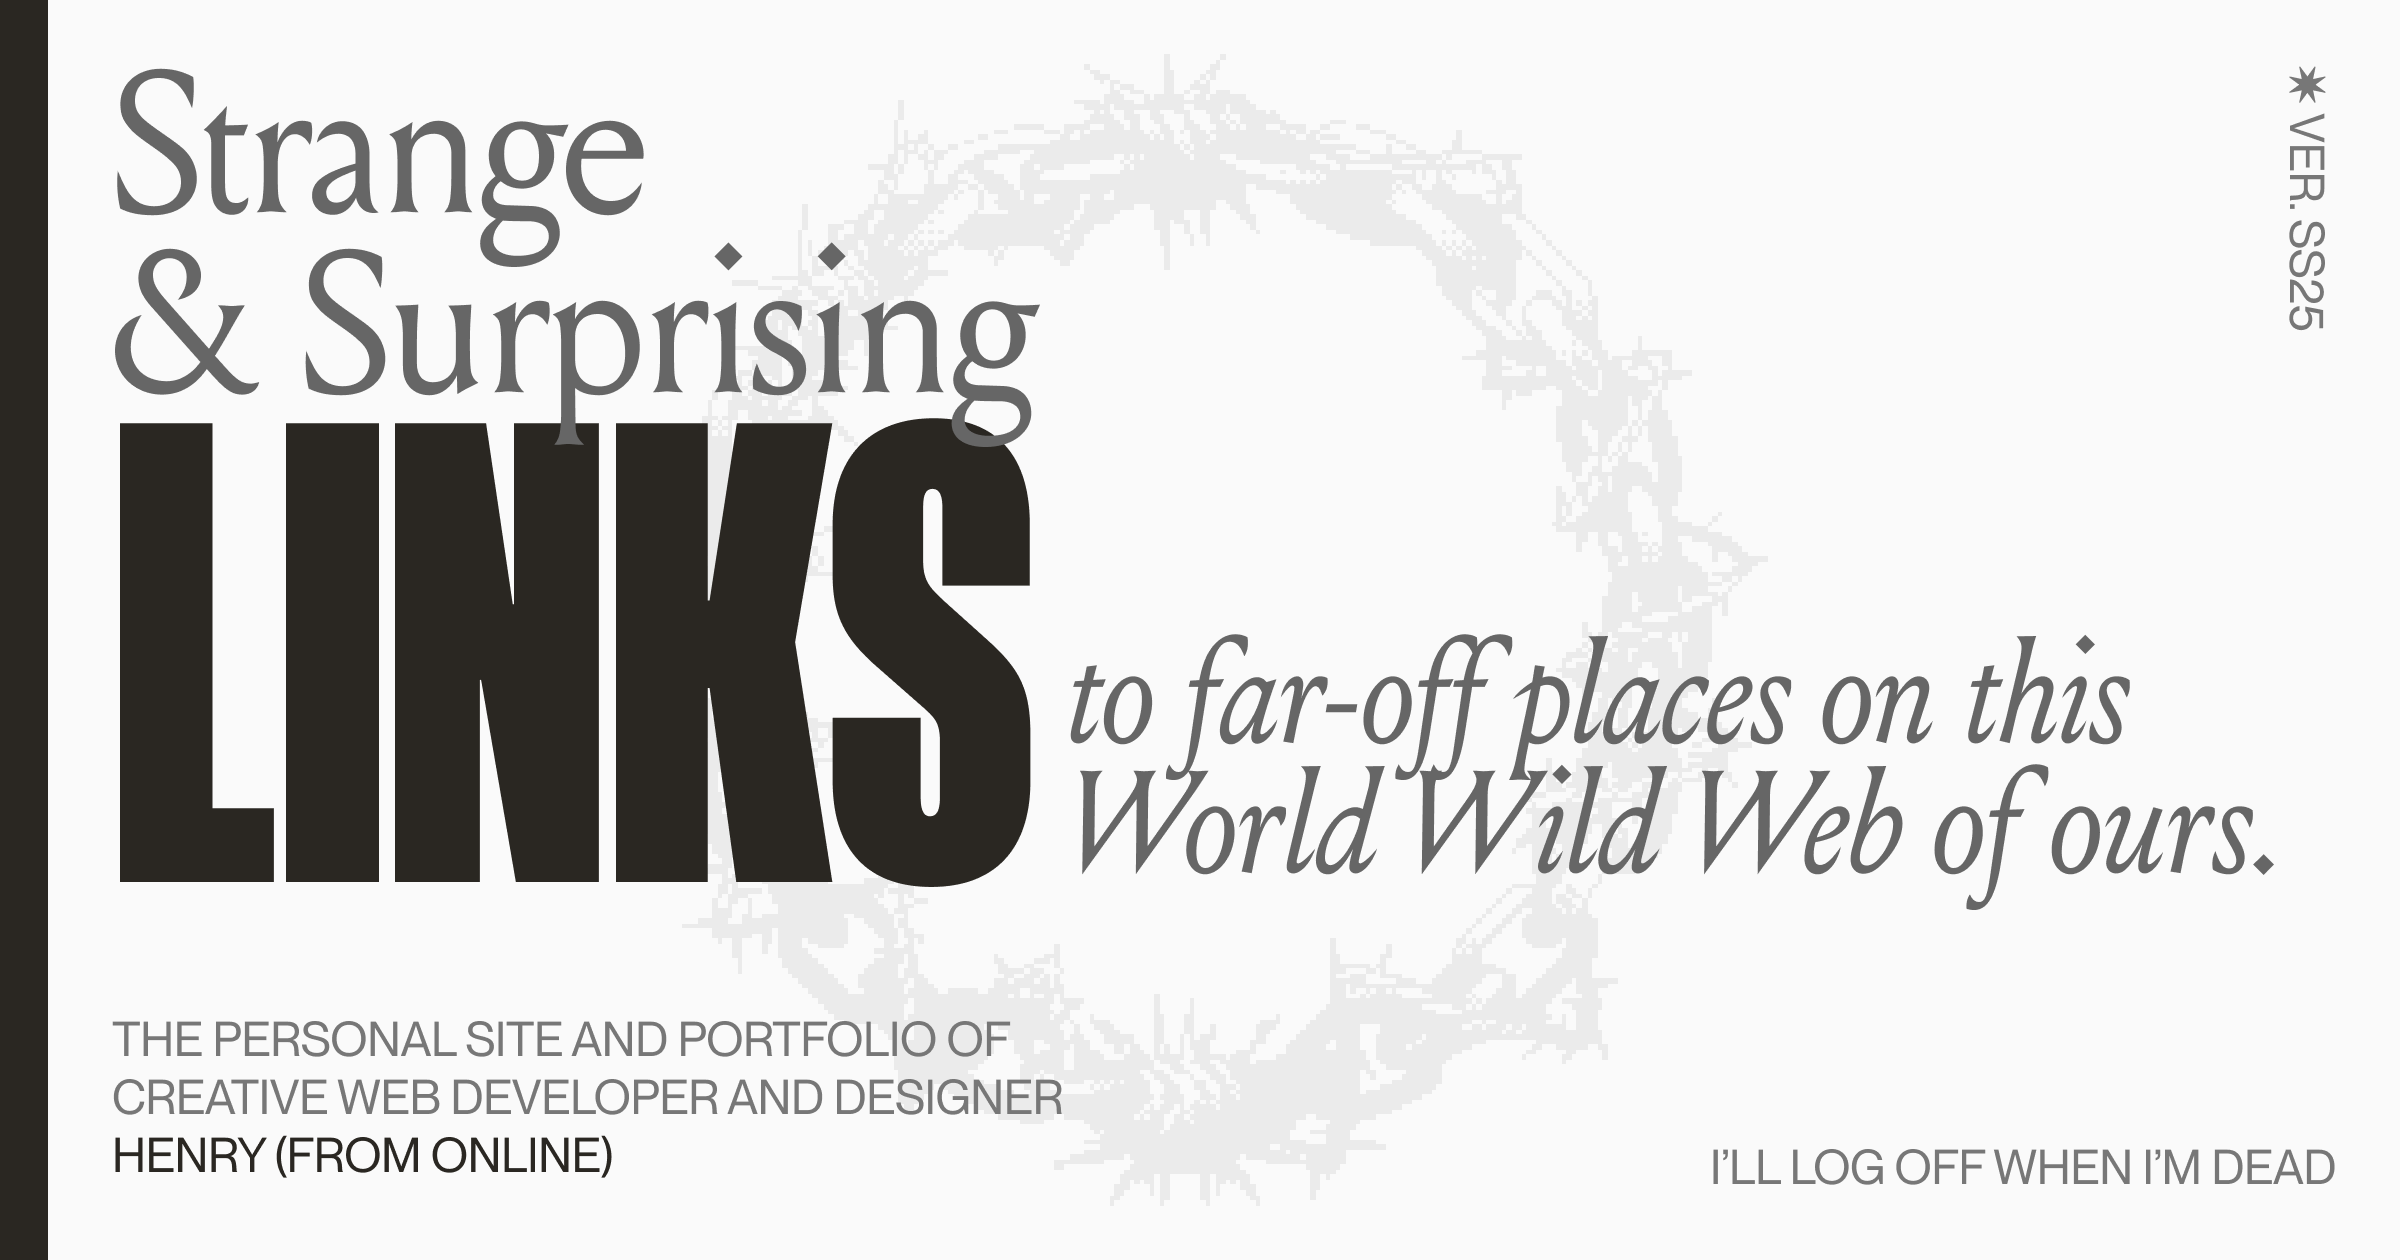 Strange
& Surprising
LINKS
to far-off places on this
World Wild Web of ours.
✷ VER. SS25
THE PERSONAL SITE AND PORTFOLIO OF
CREATIVE WEB DEVELOPER AND DESIGNER
HENRY (FROM ONLINE)
I’LL LOG OFF WHEN I’M DEAD